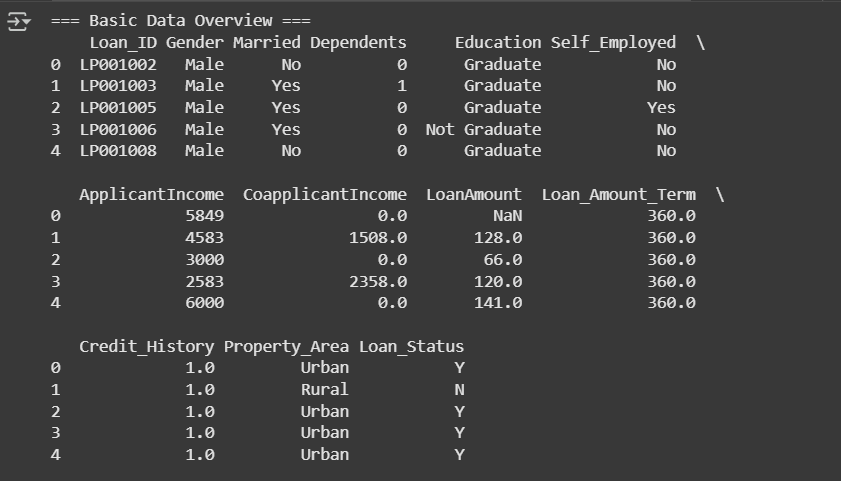 === Basic Data Overview ===
Loan_ID Gender Married Dependents Education Self_Employed \
0 LP001002 Male No 0 Graduate No
1 LP001003 Male Yes 1 Graduate No
2 LP001005 Male Yes 0 Graduate Yes
3 LP001006 Male Yes 0 Not Graduate No
4 LP001008 Male No 0 Graduate No
ApplicantIncome CoapplicantIncome LoanAmount Loan_Amount_Term \
0 5849 0.0 NaN 360.0
1 4583 1508.0 128.0 360.0
2 3000 0.0 66.0 360.0
3 2583 2358.0 120.0 360.0
4 6000 0.0 141.0 360.0
Credit_History Property_Area Loan_Status
0 1.0 Urban Y
1 1.0 Rural N
2 1.0 Urban Y
3 1.0 Urban Y
4 1.0 Urban Y